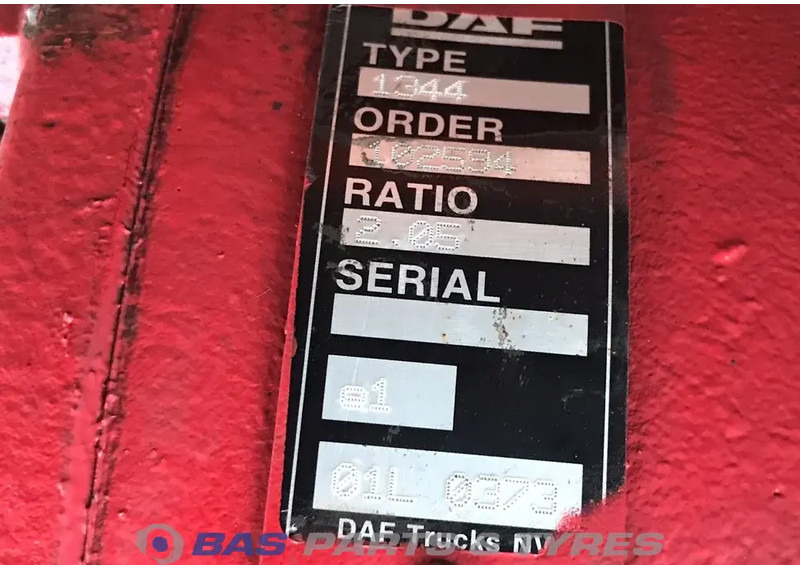 DAF
TYPE
1344
ORDER
102594
RATIO
2.05
SERIAL
e1
01L 0373
DAF Trucks NV
BAS PARTS & TYRES